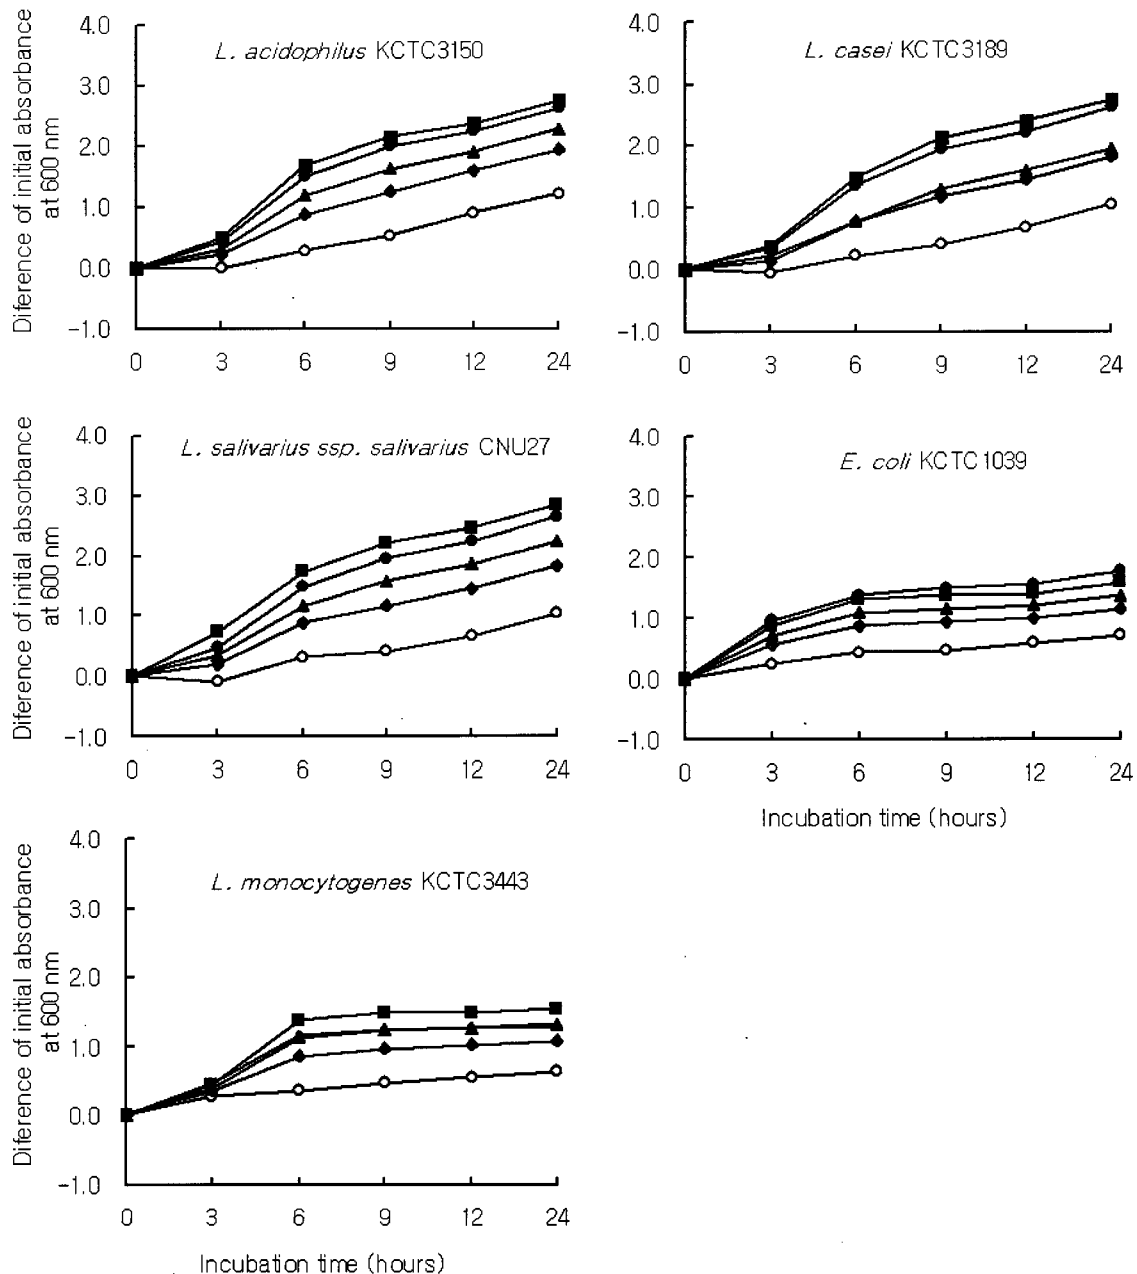 4.0
3.0
2.0
1.0
0.0
-1.0
Diference of initial absorbance
at 600 nm
L. acidophilus KCTC3150
0 3 6 9 12 24
4.0
3.0
2.0
1.0
0.0
-1.0
L. casei KCTC3189
0 3 6 9 12 24
4.0
3.0
2.0
1.0
0.0
-1.0
Diference of initial absorbance
at 600 nm
L. salivarius ssp. salivarius CNU27
0 3 6 9 12 24
4.0
3.0
2.0
1.0
0.0
-1.0
E. coli KCTC1039
0 3 6 9 12 24
Incubation time (hours)
4.0
3.0
2.0
1.0
0.0
-1.0
Diference of initial absorbance
at 600 nm
L. monocytogenes KCTC3443
0 3 6 9 12 24
Incubation time (hours)